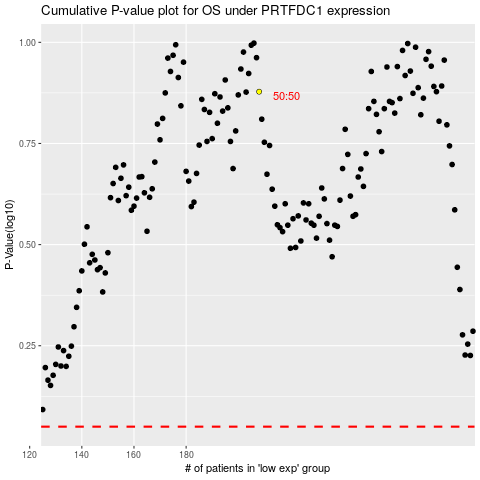 Cumulative P-value plot for OS under PRTFDC1 expression
1.00
0.75
0.50
0.25
P-Value(log10)
50:50
120 140 160 180
# of patients in 'low exp' group